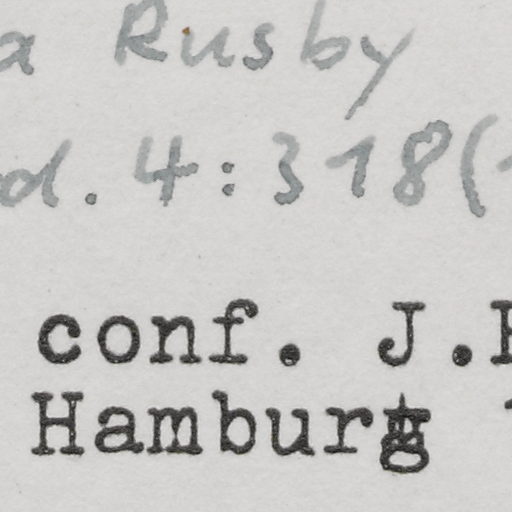 a Rusby
d. 4:318(
conf. J.
Hamburg